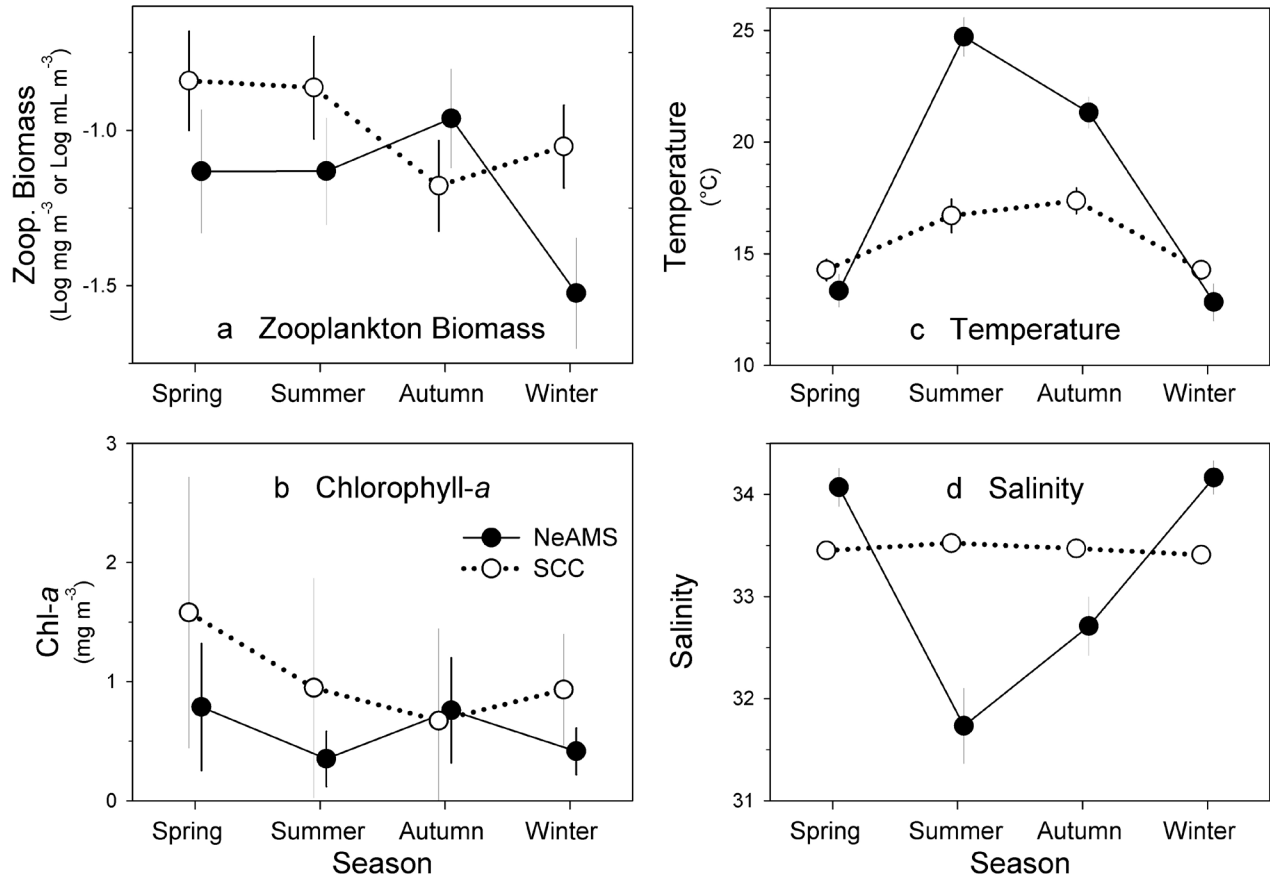 Zoop. Biomass
(Log mg m-3 or Log mL m-3)
-1.0
-1.5
a Zooplankton Biomass
Spring Summer Autumn Winter
Temperature
(°C)
25
20
15
10
c Temperature
Spring Summer Autumn Winter
Chl-a
(mg m-3)
3
2
1
0
b Chlorophyll-a
NeAMS
SCC
Spring Summer Autumn Winter
Season
Salinity
34
33
32
31
d Salinity
Spring Summer Autumn Winter
Season